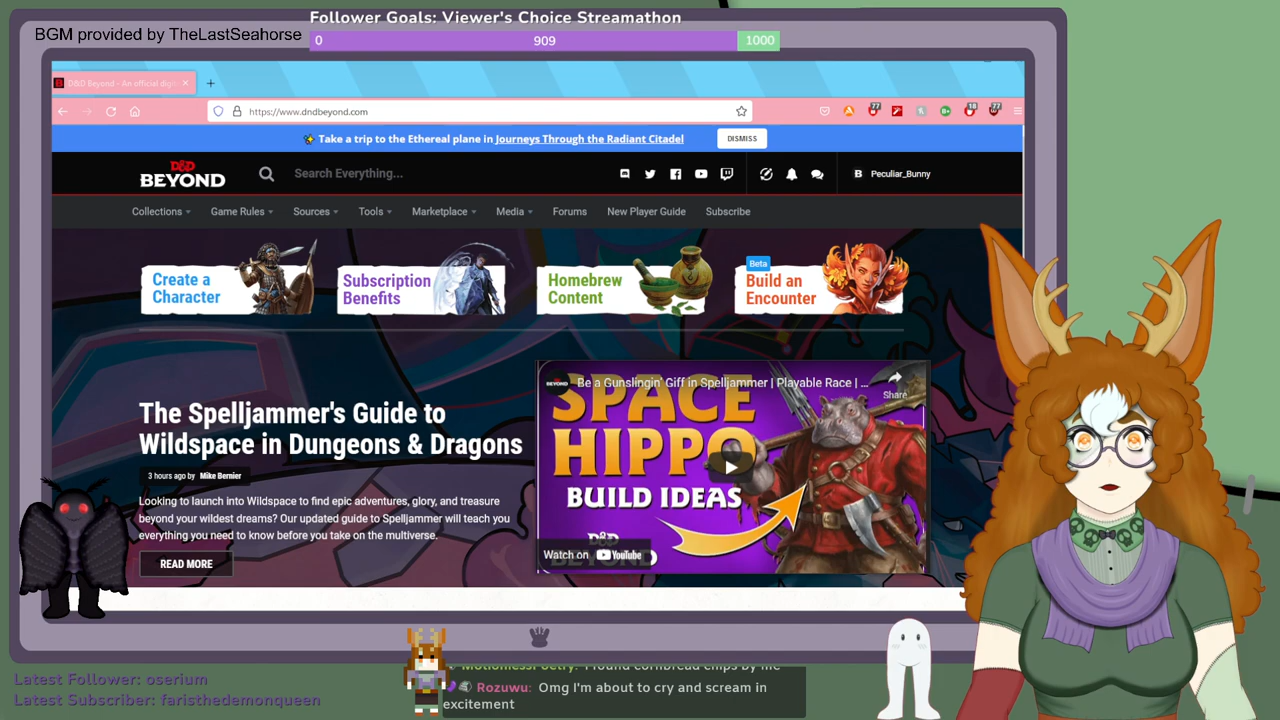 Follower Goals: Viewer's Choice Streamathon
BGM provided by TheLastSeahorse
0 909 1000
D&D Beyond - An official digit
https://www.dndbeyond.com
77 18 77
✨ Take a trip to the Ethereal plane in Journeys Through the Radiant Citadel DISMISS
D&D
BEYOND
Search Everything...
Peculiar_Bunny
Collections Game Rules Sources Tools Marketplace Media Forums New Player Guide Subscribe
Create a
Character
Subscription
Benefits
Homebrew
Content
Beta
Build an
Encounter
Be a Gunslingin' Giff in Spelljammer | Playable Race | ...
Share
SPACE
HIPPO
BUILD IDEAS
D&D
Watch on YouTube
The Spelljammer's Guide to
Wildspace in Dungeons & Dragons
3 hours ago by Mike Bernier
Looking to launch into Wildspace to find epic adventures, glory, and treasure
beyond your wildest dreams? Our updated guide to Spelljammer will teach you
everything you need to know before you take on the multiverse.
READ MORE
MotionlessPoetry: I found cornbread chips by me
Rozuwu: Omg I'm about to cry and scream in
excitement
Latest Follower: oserium
Latest Subscriber: faristhedemonqueen